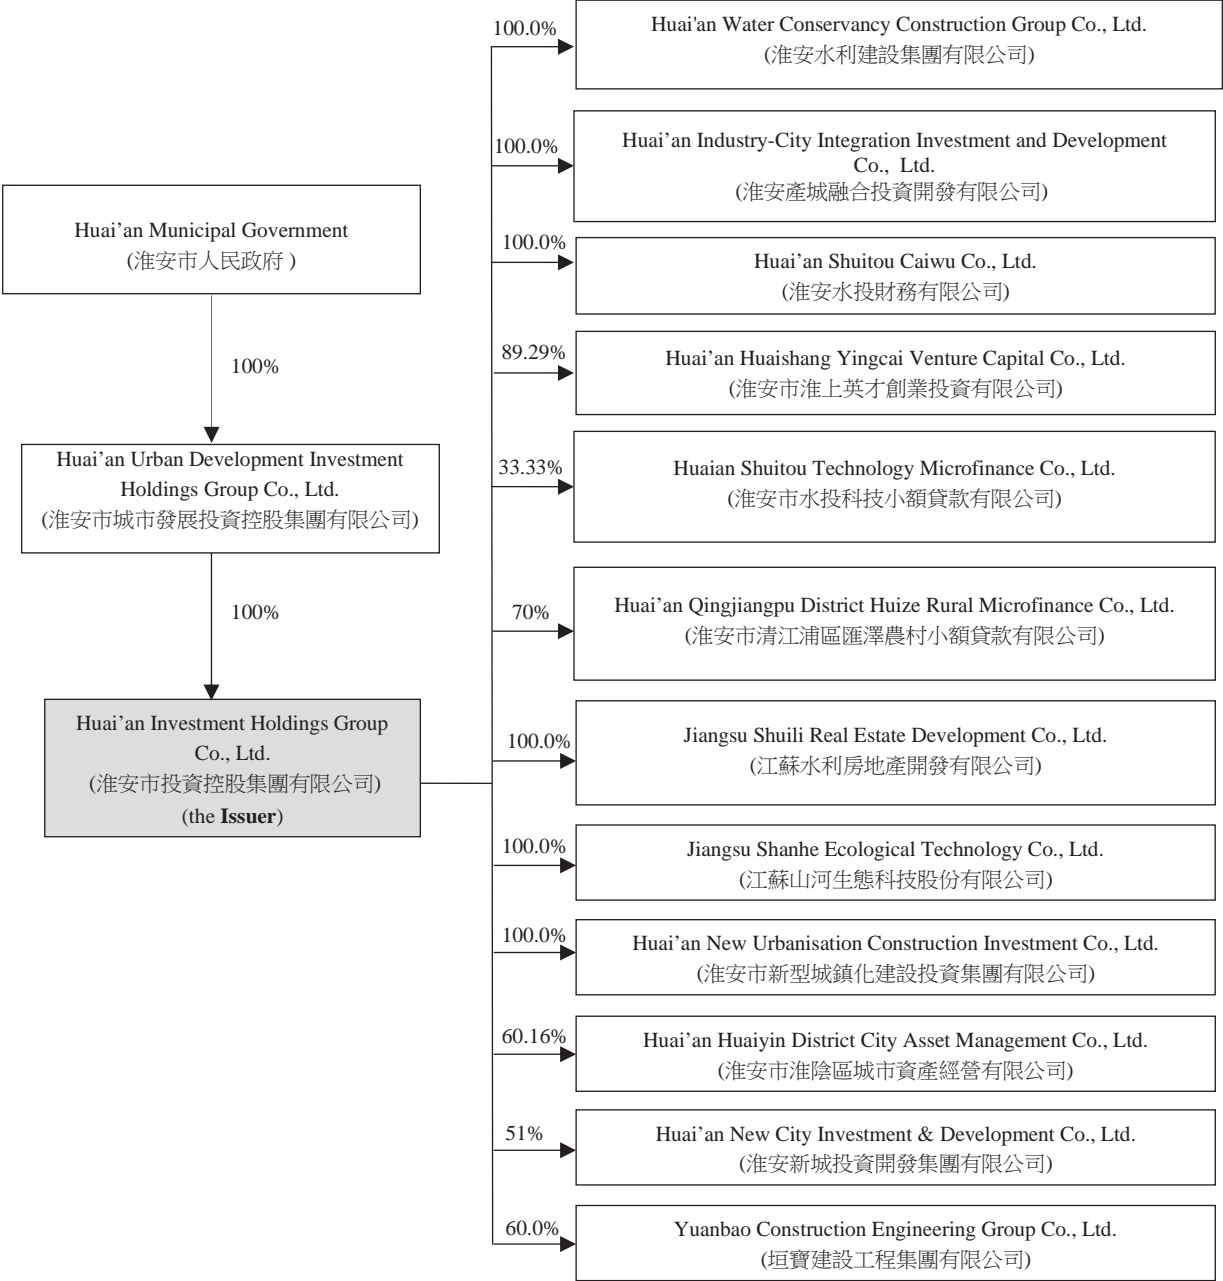 Huai’an Municipal Government
(淮安市人民政府 )
100%
Huai’an Urban Development Investment
Holdings Group Co., Ltd.
(淮安市城市發展投資控股集團有限公司)
100%
Huai’an Investment Holdings Group
Co., Ltd.
(淮安市投資控股集團有限公司)
(the Issuer)
100.0%
Huai'an Water Conservancy Construction Group Co., Ltd.
(淮安水利建設集團有限公司)
100.0%
Huai’an Industry-City Integration Investment and Development
Co., Ltd.
(淮安產城融合投資開發有限公司)
100.0%
Huai’an Shuitou Caiwu Co., Ltd.
(淮安水投財務有限公司)
89.29%
Huai’an Huaishang Yingcai Venture Capital Co., Ltd.
(淮安市淮上英才創業投資有限公司)
33.33%
Huaian Shuitou Technology Microfinance Co., Ltd.
(淮安市水投科技小額貸款有限公司)
70%
Huai’an Qingjiangpu District Huize Rural Microfinance Co., Ltd.
(淮安市清江浦區匯澤農村小額貸款有限公司)
100.0%
Jiangsu Shuili Real Estate Development Co., Ltd.
(江蘇水利房地產開發有限公司)
100.0%
Jiangsu Shanhe Ecological Technology Co., Ltd.
(江蘇山河生態科技股份有限公司)
100.0%
Huai’an New Urbanisation Construction Investment Co., Ltd.
(淮安市新型城鎮化建設投資集團有限公司)
60.16%
Huai’an Huaiyin District City Asset Management Co., Ltd.
(淮安市淮陰區城市資產經營有限公司)
51%
Huai’an New City Investment & Development Co., Ltd.
(淮安新城投資開發集團有限公司)
60.0%
Yuanbao Construction Engineering Group Co., Ltd.
(垣寶建設工程集團有限公司)